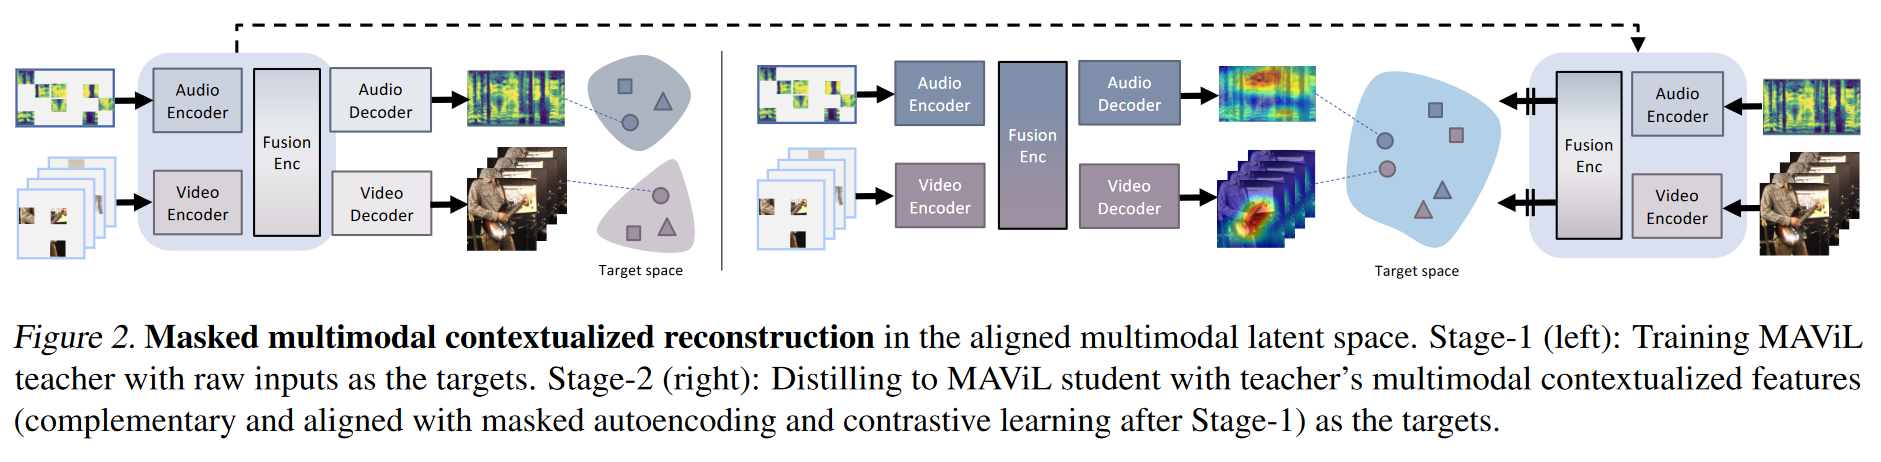 Audio
Encoder
Fusion
Enc
Audio
Decoder
Video
Encoder
Video
Decoder
Target space
Audio
Encoder
Fusion
Enc
Audio
Decoder
Video
Encoder
Video
Decoder
Target space
Fusion
Enc
Audio
Encoder
Video
Encoder
Figure 2. Masked multimodal contextualized reconstruction in the aligned multimodal latent space. Stage-1 (left): Training MAViL
teacher with raw inputs as the targets. Stage-2 (right): Distilling to MAViL student with teacher's multimodal contextualized features
(complementary and aligned with masked autoencoding and contrastive learning after Stage-1) as the targets.